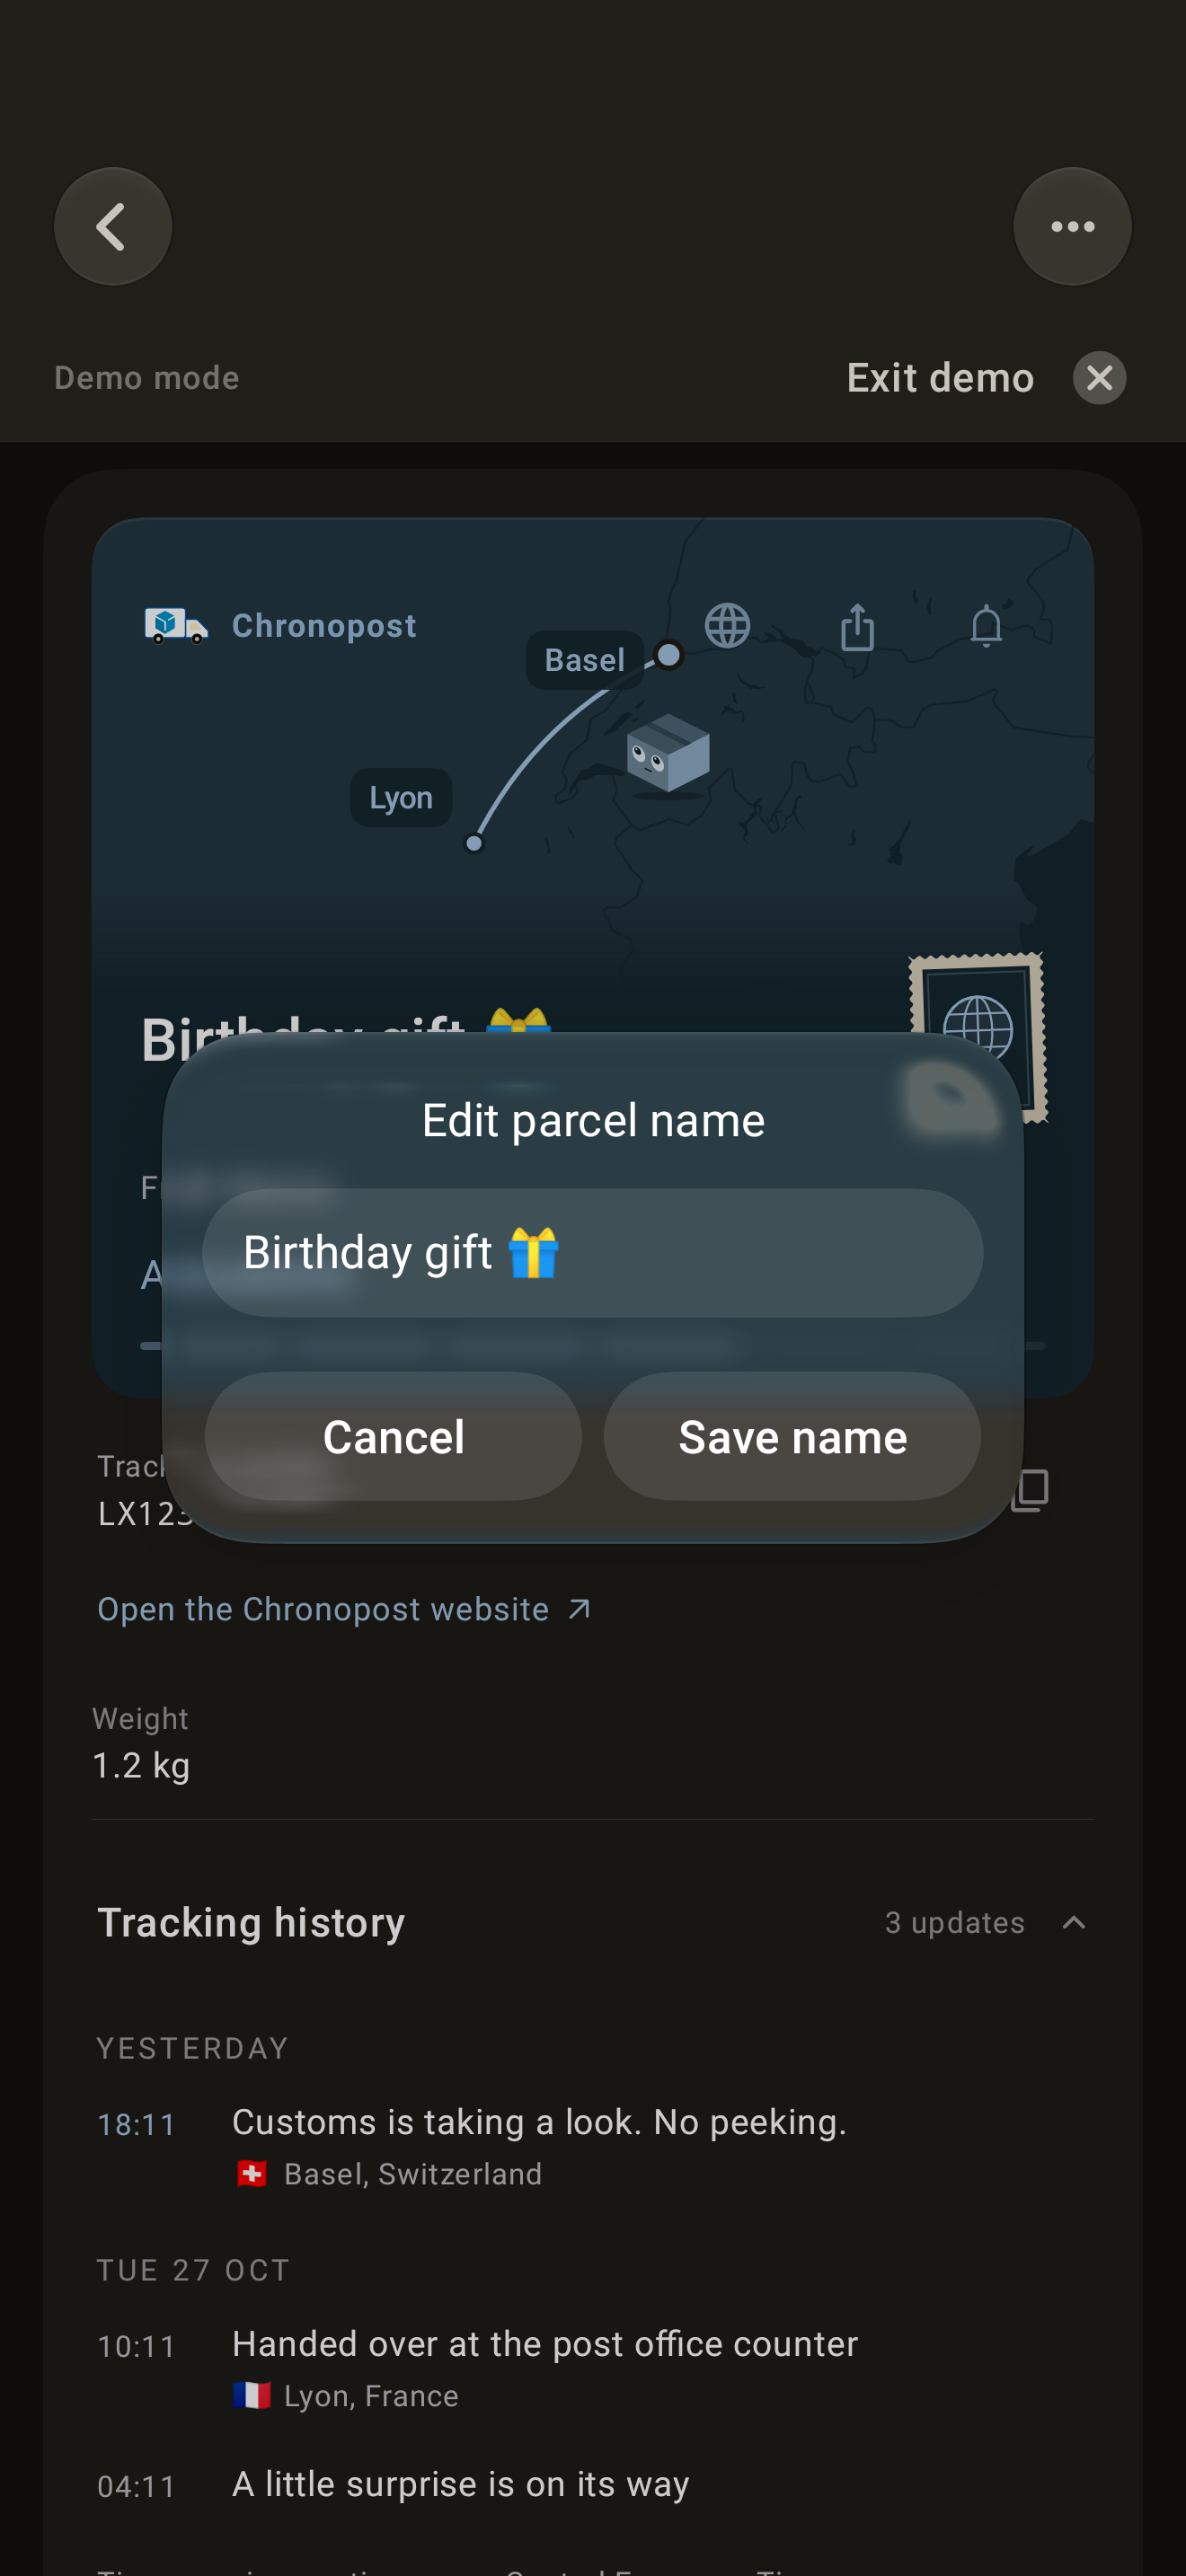 Demo mode
Exit demo
Chronopost
Basel
Lyon
Edit parcel name
Birthday gift 🎁
Cancel
Save name
LX123
Open the Chronopost website
Weight
1.2 kg
Tracking history
3 updates
YESTERDAY
18:11
Customs is taking a look. No peeking.
🇨🇭 Basel, Switzerland
TUE 27 OCT
10:11
Handed over at the post office counter
🇫🇷 Lyon, France
04:11
A little surprise is on its way